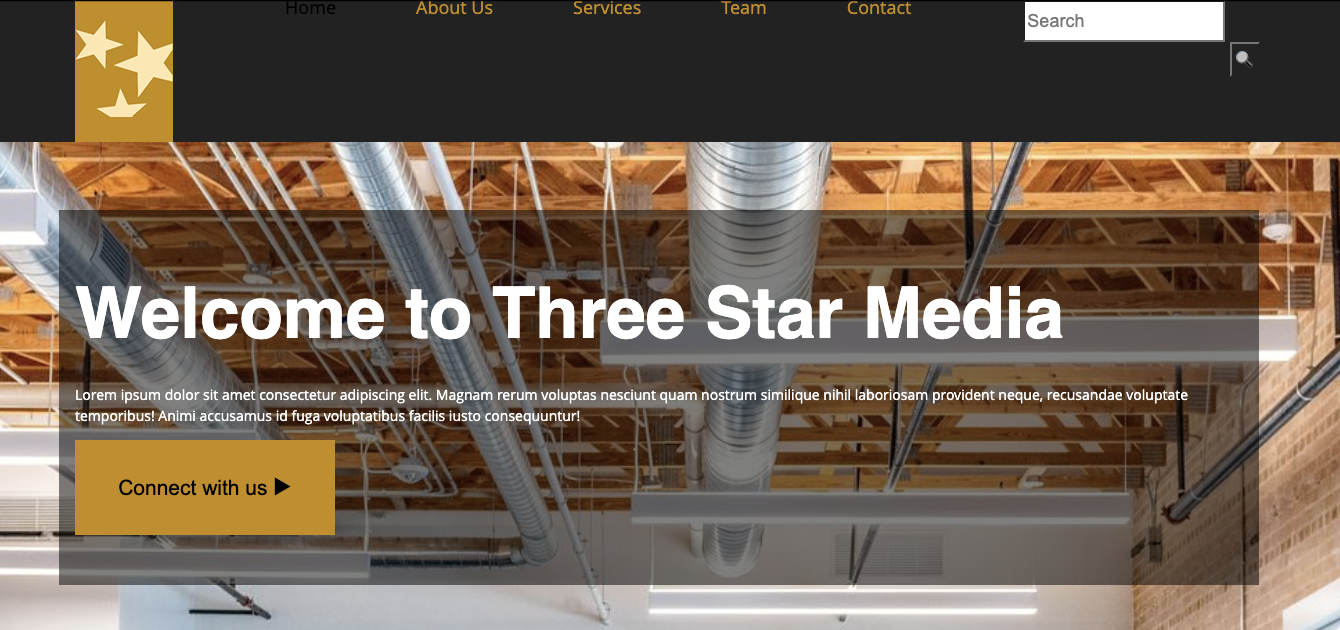 Home About Us Services Team Contact Search
Welcome to Three Star Media
Lorem ipsum dolor sit amet consectetur adipiscing elit. Magnam rerum voluptas nesciunt quam nostrum similique nihil laboriosam provident neque, recusandae voluptate
temporibus! Animi accusamus id fuga voluptatibus facilis iusto consequuntur!
Connect with us ▶